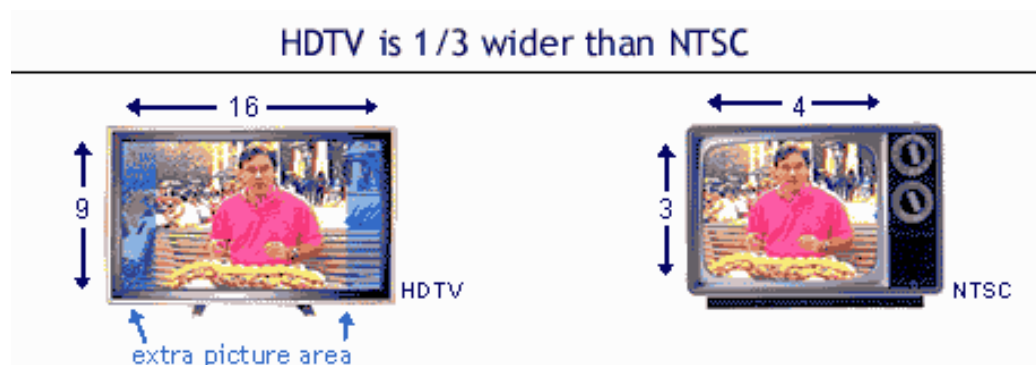 HDTV is 1/3 wider than NTSC
16
4
9
3
HDTV
NTSC
extra picture area